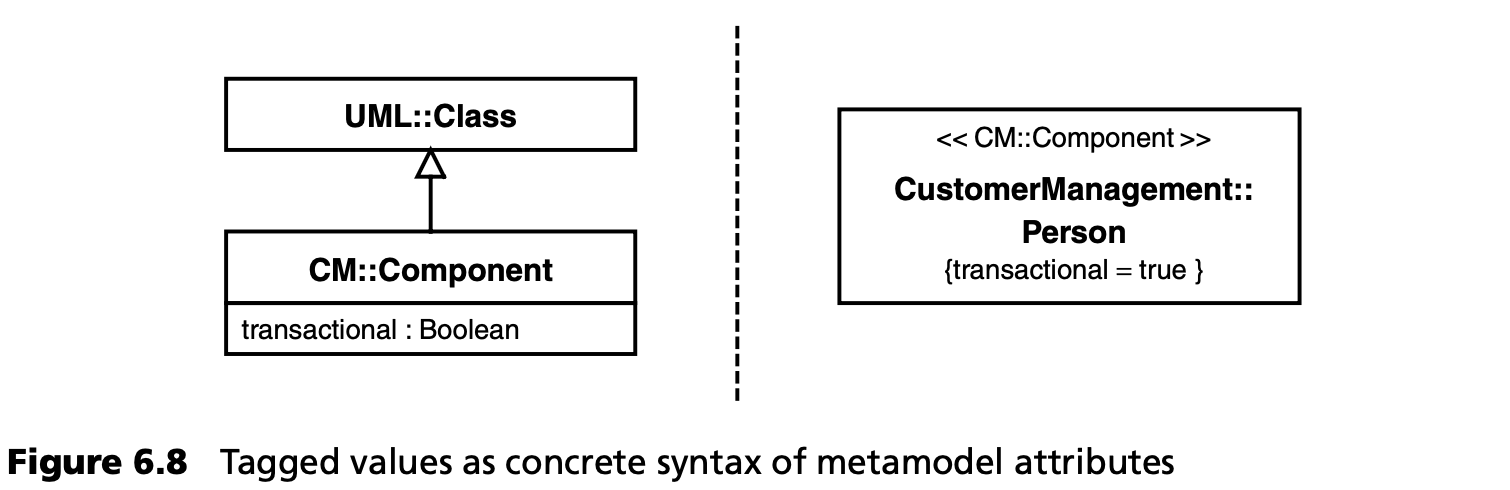 UML::Class
CM::Component
transactional : Boolean
<< CM::Component >>
CustomerManagement::
Person
{transactional = true }
Figure 6.8 Tagged values as concrete syntax of metamodel attributes